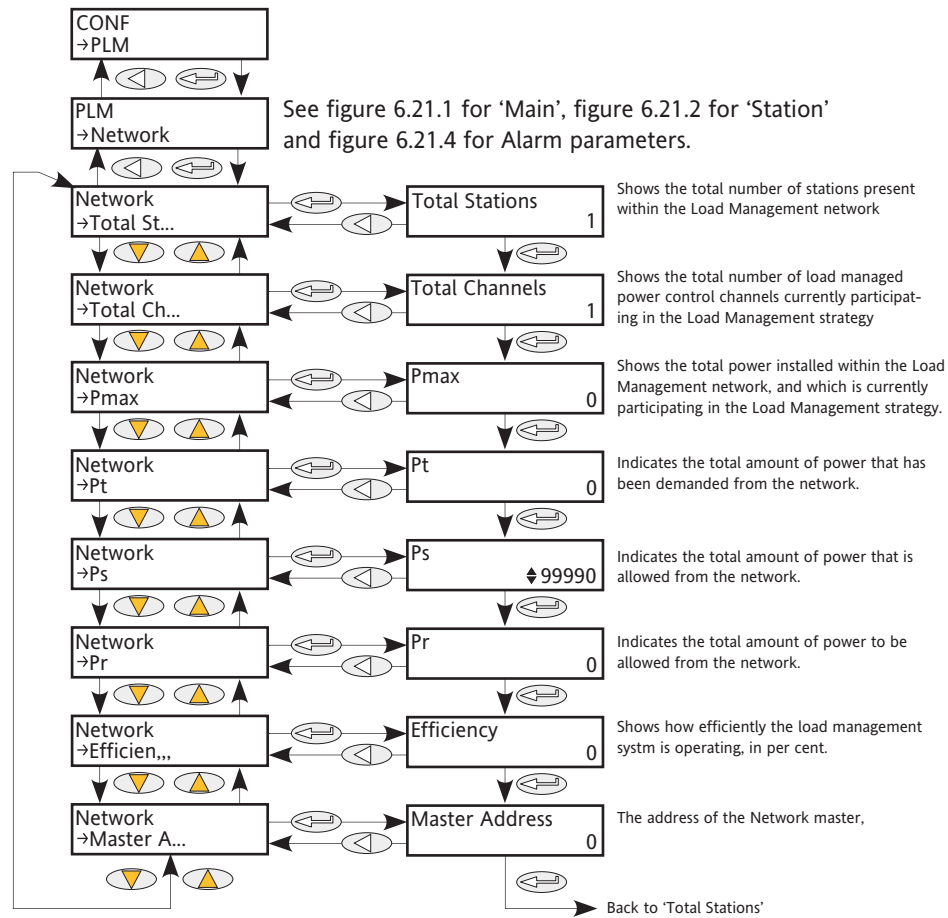 CONF
→PLM
PLM
→Network
See figure 6.21.1 for ‘Main’, figure 6.21.2 for ‘Station’
and figure 6.21.4 for Alarm parameters.
Network
→Total St...
Total Stations
1
Shows the total number of stations present
within the Load Management network
Network
→Total Ch...
Total Channels
1
Shows the total number of load managed
power control channels currently participat-
ing in the Load Management strategy
Network
→Pmax
Pmax
0
Shows the total power installed within the Load
Management network, and which is currently
participating in the Load Management strategy.
Network
→Pt
Pt
0
Indicates the total amount of power that has
been demanded from the network.
Network
→Ps
Ps
99990
Indicates the total amount of power that is
allowed from the network.
Network
→Pr
Pr
0
Indicates the total amount of power to be
allowed from the network.
Network
→Efficien,,,
Efficiency
0
Shows how efficiently the load management
systm is operating, in per cent.
Network
→Master A...
Master Address
0
The address of the Network master,
Back to ‘Total Stations’